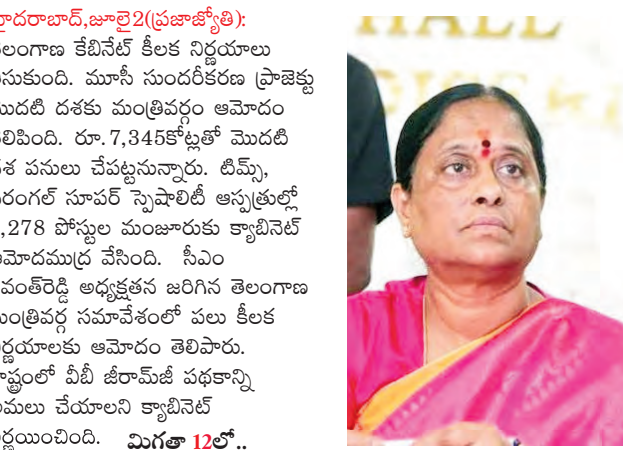 హైదరాబాద్,జూలై2(ప్రజాజ్యోతి):
లంగాణ కేబినేట్ కీలక నిర్ణయాలు
సుకుంది. మూసీ సుందరీకరణ ప్రాజెక్టు
మొదటి దశకు మంత్రివర్గం ఆమోదం
లిపింది. రూ.7,345కోట్లతో మొదటి
శ పనులు చేపట్టనున్నారు. టిమ్స్,
రంగల్ సూపర్ స్పెషాలిటీ ఆస్పత్రుల్లో
,278 పోస్టుల మంజూరుకు క్యాబినెట్
ఆమోదముద్ర వేసింది. సీఎం
వంత్‌రెడ్డి అధ్యక్షతన జరిగిన తెలంగాణ
మంత్రివర్గ సమావేశంలో పలు కీలక
ర్ణయాలకు ఆమోదం తెలిపారు.
రాష్ట్రంలో వీబీ జీరామ్‌జీ పథకాన్ని
అమలు చేయాలని క్యాబినెట్
ర్ణయించింది. మిగతా 12లో..
HALL